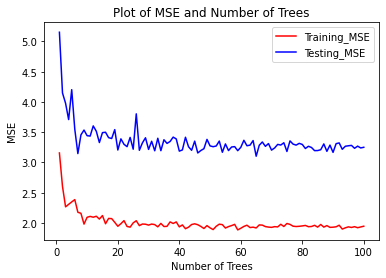 Plot of MSE and Number of Trees
Training_MSE
Testing_MSE
MSE
5.0
4.5
4.0
3.5
3.0
2.5
2.0
0 20 40 60 80 100
Number of Trees